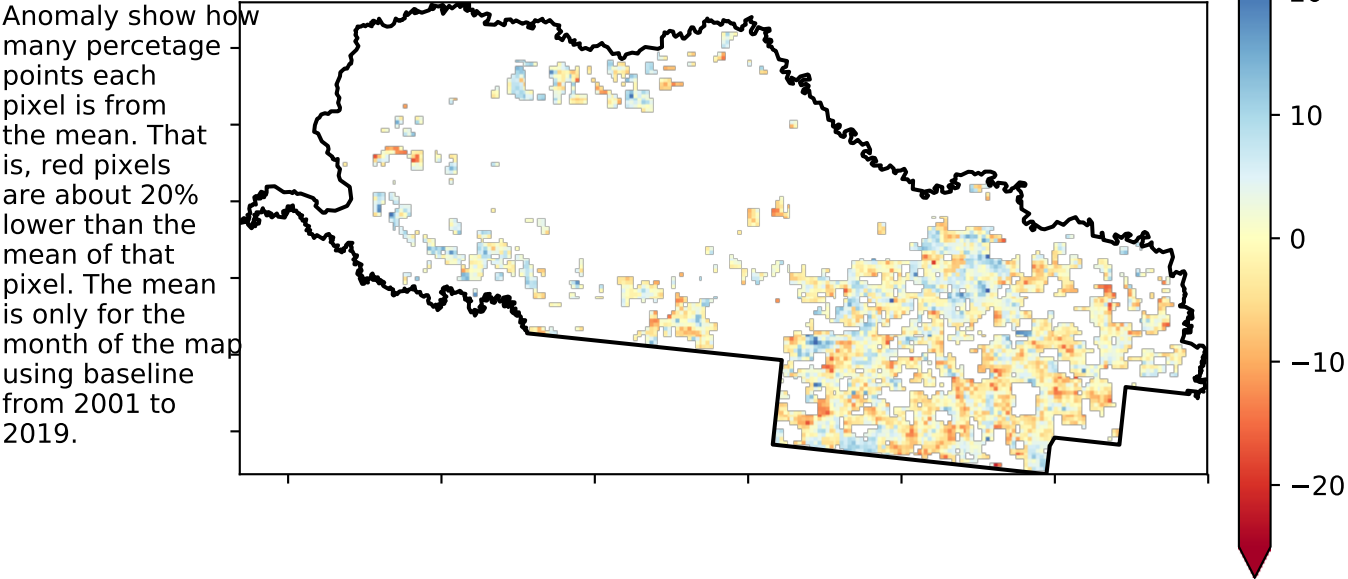 Anomaly show how
many percetage
points each
pixel is from
the mean. That
is, red pixels
are about 20%
lower than the
mean of that
pixel. The mean
is only for the
month of the map
using baseline
from 2001 to
2019.
10
0
−10
−20